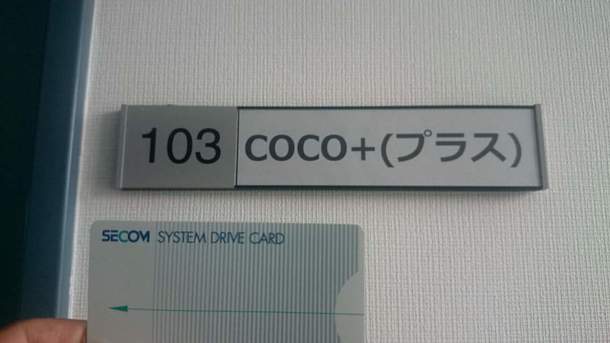 103 COCO+(プラス)
SECOM SYSTEM DRIVE CARD